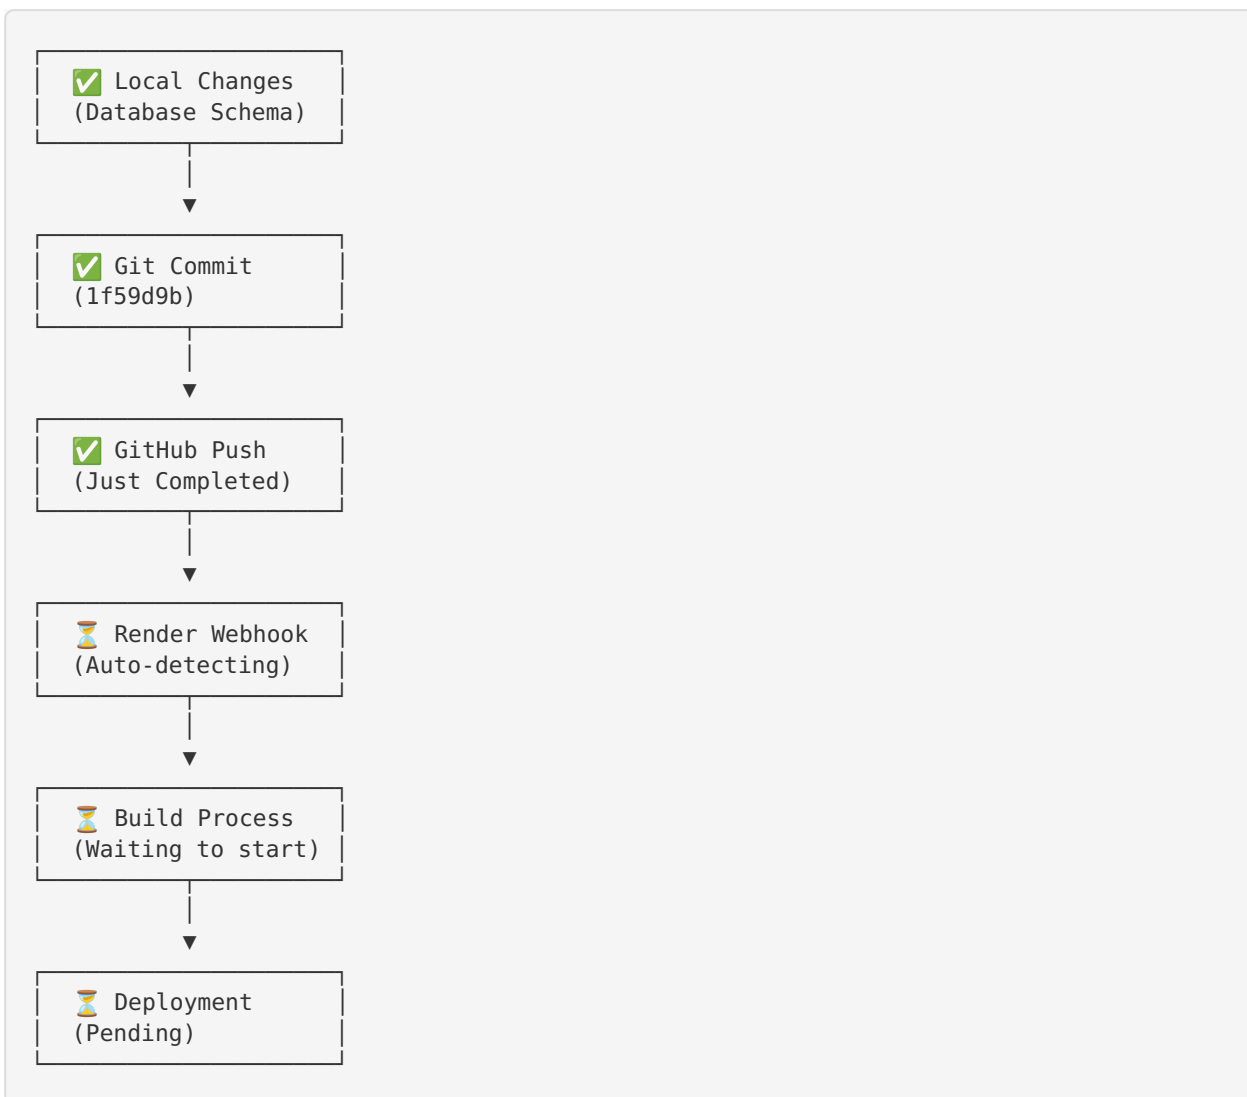 ✅ Local Changes
(Database Schema)
✅ Git Commit
(1f59d9b)
✅ GitHub Push
(Just Completed)
⏳ Render Webhook
(Auto-detecting)
⏳ Build Process
(Waiting to start)
⏳ Deployment
(Pending)